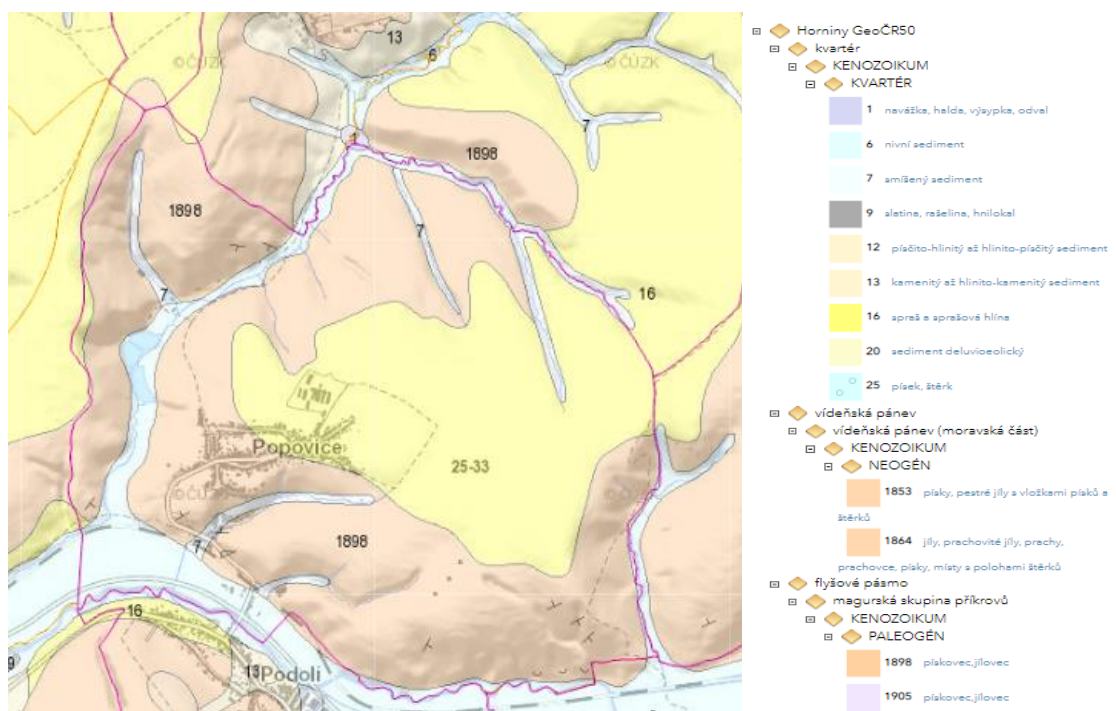 13
6
©ČÚZK
©ČÚZK
1
7
1898
1898
7
7
16
Popovice
25-33
©ČÚZK
©ČÚZK
1898
7
16
9
13
Podolí
6
Horniny GeoČR50
kvartér
KENOZOIKUM
KVARTÉR
1 navážka, halda, výsypka, odval
6 nivní sediment
7 smíšený sediment
9 slatina, rašelina, hnilokal
12 písčito-hlinitý až hlinito-písčitý sediment
13 kamenitý až hlinito-kamenitý sediment
16 spraš a sprašová hlína
20 sediment deluvioeolický
25 písek, štěrk
vídeňská pánev
vídeňská pánev (moravská část)
KENOZOIKUM
NEOGÉN
1853 písky, pestré jíly s vložkami písků a
štěrků
1864 jíly, prachovité jíly, prachy,
prachovce, písky, místy s polohami štěrků
flyšové pásmo
magurská skupina příkrovů
KENOZOIKUM
PALEOGÉN
1898 pískovec,jílovec
1905 pískovec,jílovec